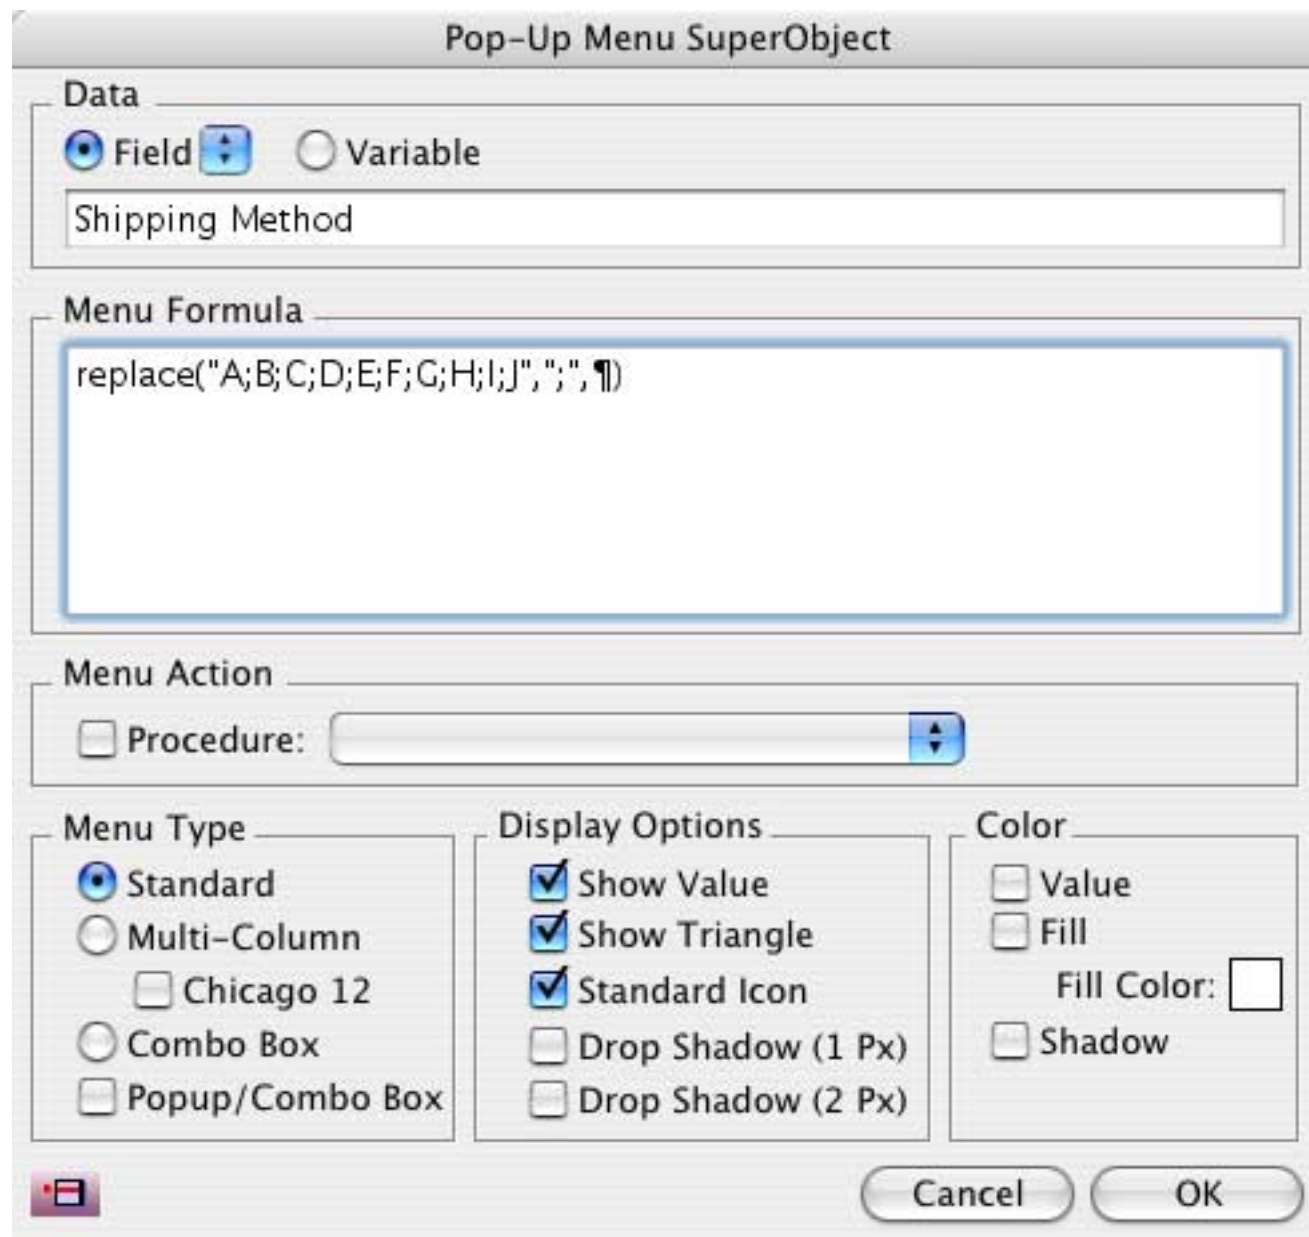 Pop-Up Menu SuperObject
Data
Field Variable
Shipping Method
Menu Formula
replace("A;B;C;D;E;F;G;H;I;J",";",¶)
Menu Action
Procedure:
Menu Type
Standard
Multi-Column
Chicago 12
Combo Box
Popup/Combo Box
Display Options
Show Value
Show Triangle
Standard Icon
Drop Shadow (1 Px)
Drop Shadow (2 Px)
Color
Value
Fill
Fill Color:
Shadow
Cancel OK